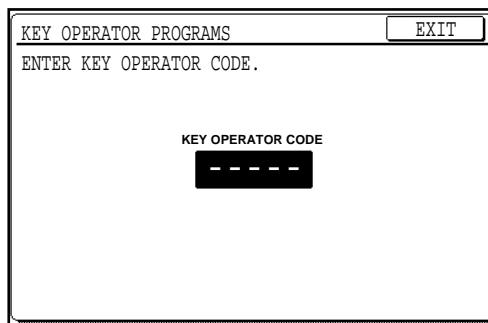 KEY OPERATOR PROGRAMS EXIT
ENTER KEY OPERATOR CODE.
KEY OPERATOR CODE
– – – – –